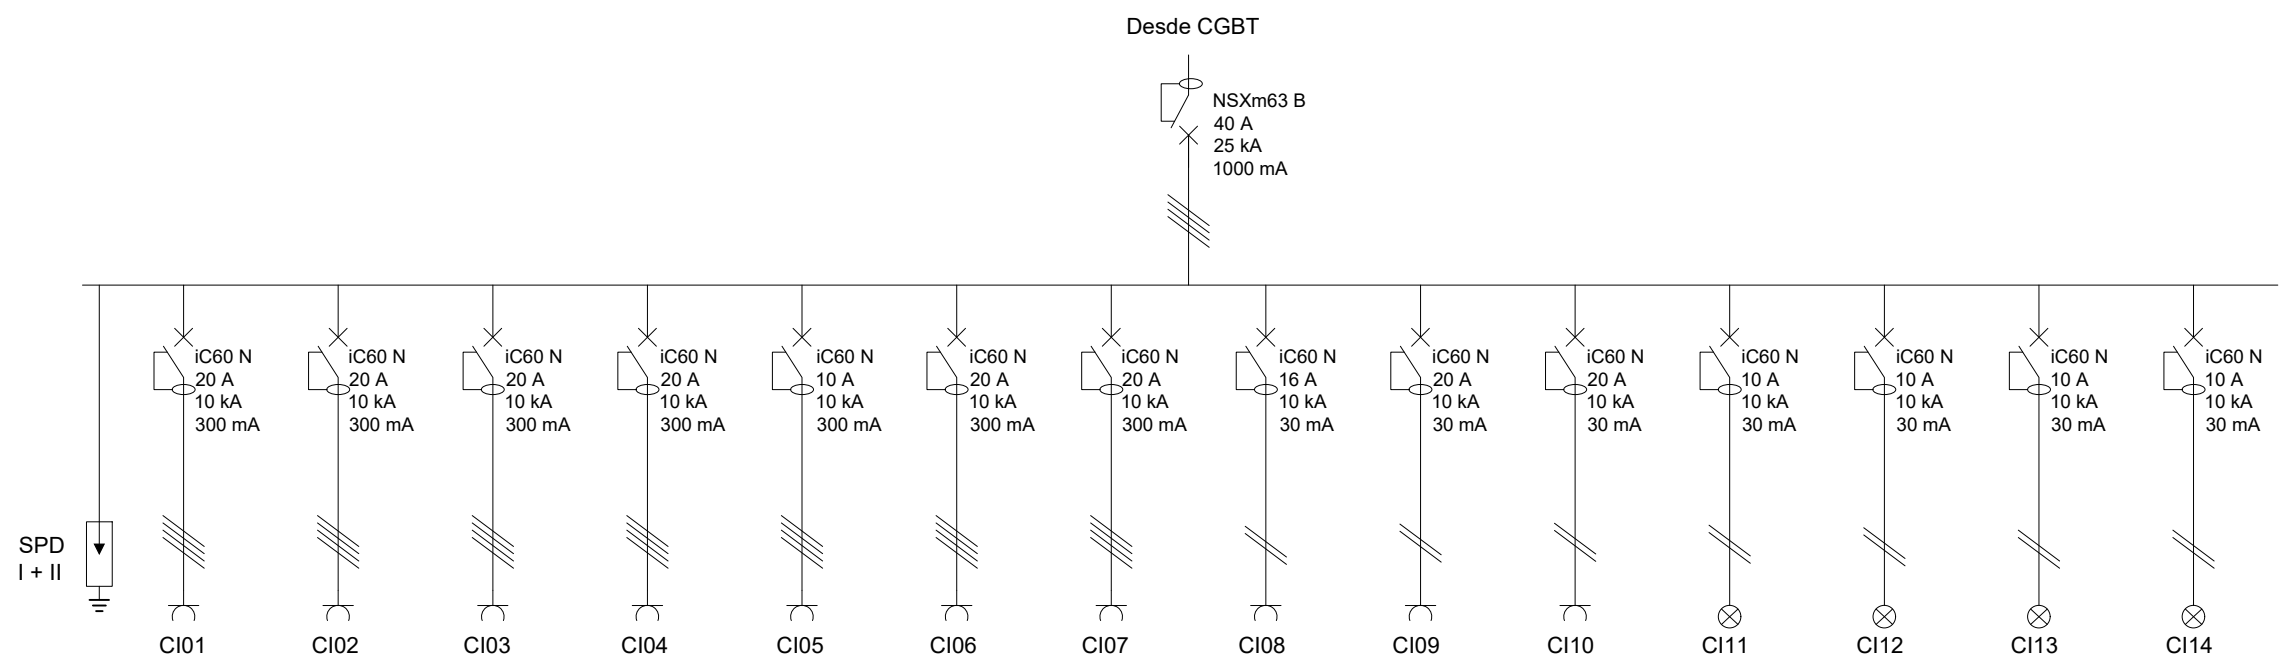 Desde CGBT
NSXm63 B
40 A
25 kA
1000 mA
iC60 N
20 A
10 kA
300 mA
iC60 N
20 A
10 kA
300 mA
iC60 N
20 A
10 kA
300 mA
iC60 N
20 A
10 kA
300 mA
iC60 N
10 A
10 kA
300 mA
iC60 N
20 A
10 kA
300 mA
iC60 N
20 A
10 kA
300 mA
iC60 N
16 A
10 kA
30 mA
iC60 N
20 A
10 kA
30 mA
iC60 N
20 A
10 kA
30 mA
iC60 N
10 A
10 kA
30 mA
iC60 N
10 A
10 kA
30 mA
iC60 N
10 A
10 kA
30 mA
iC60 N
10 A
10 kA
30 mA
SPD
I + II
CI01
CI02
CI03
CI04
CI05
CI06
CI07
CI08
CI09
CI10
CI11
CI12
CI13
CI14